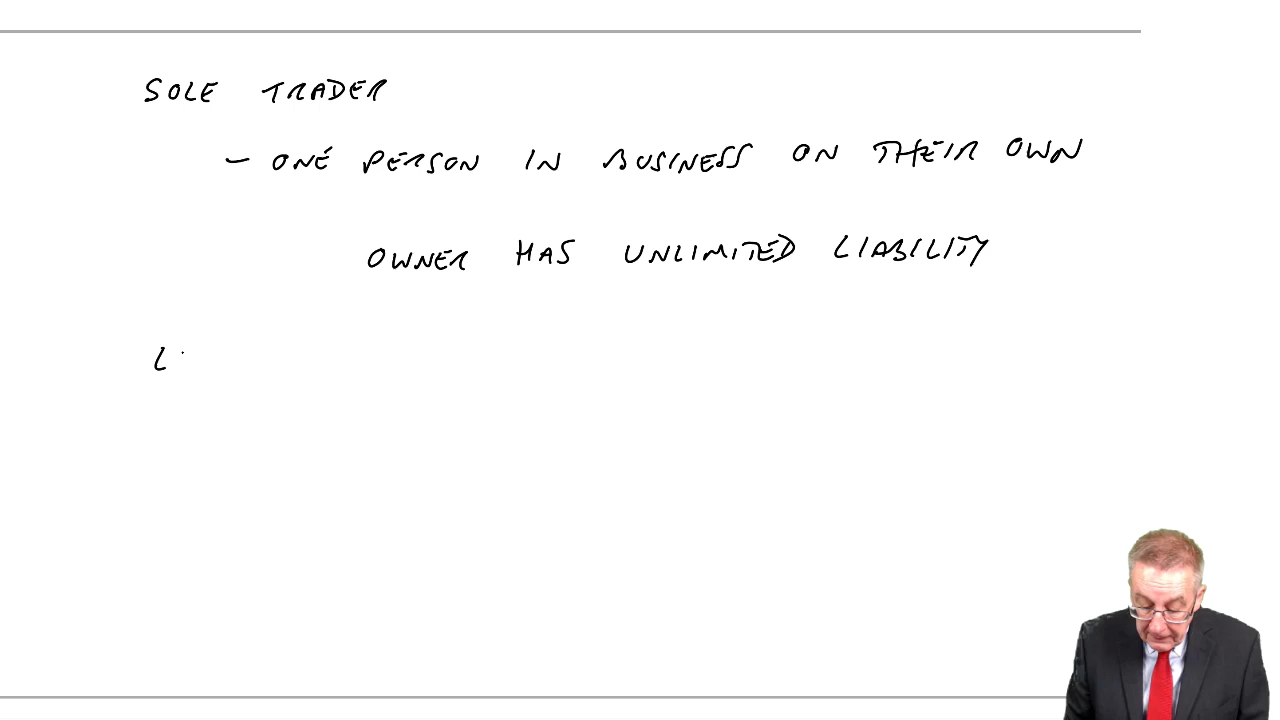 SOLE TRADER
- ONE PERSON IN BUSINESS ON THEIR OWN
OWNER HAS UNLIMITED LIABILITY
L